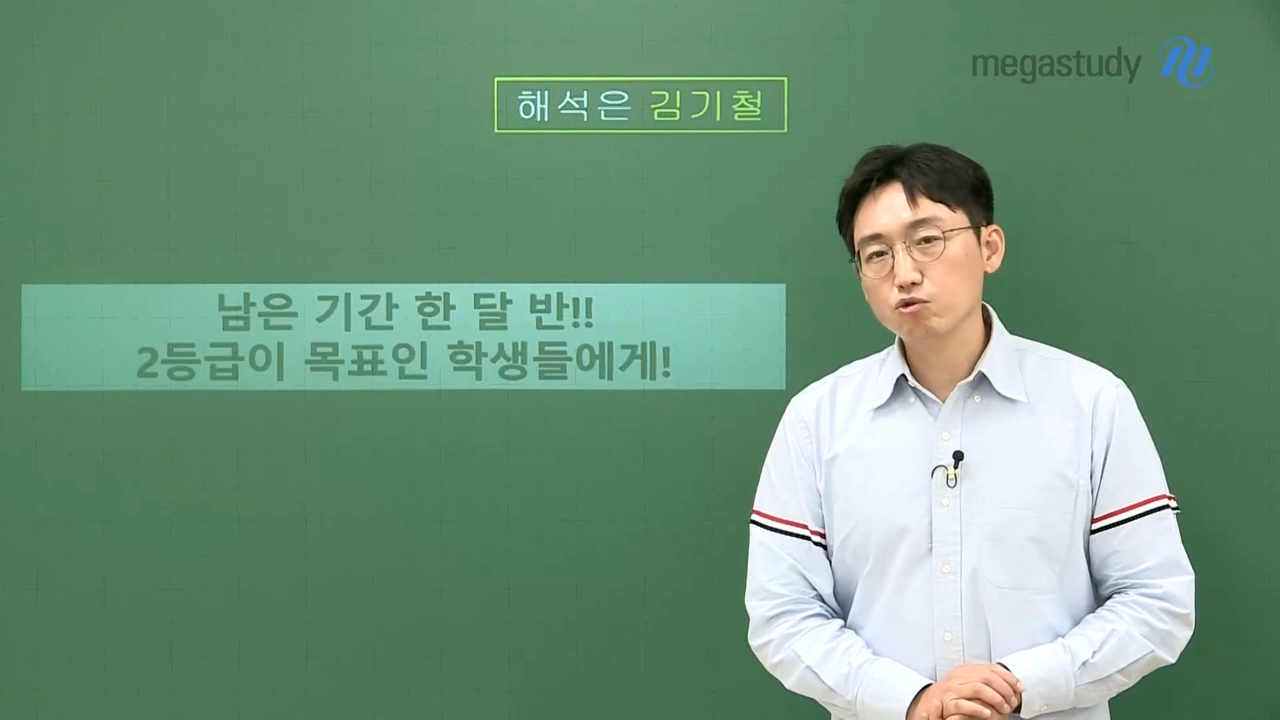 megastudy
해석은 김기철
남은 기간 한 달 반!!
2등급이 목표인 학생들에게!